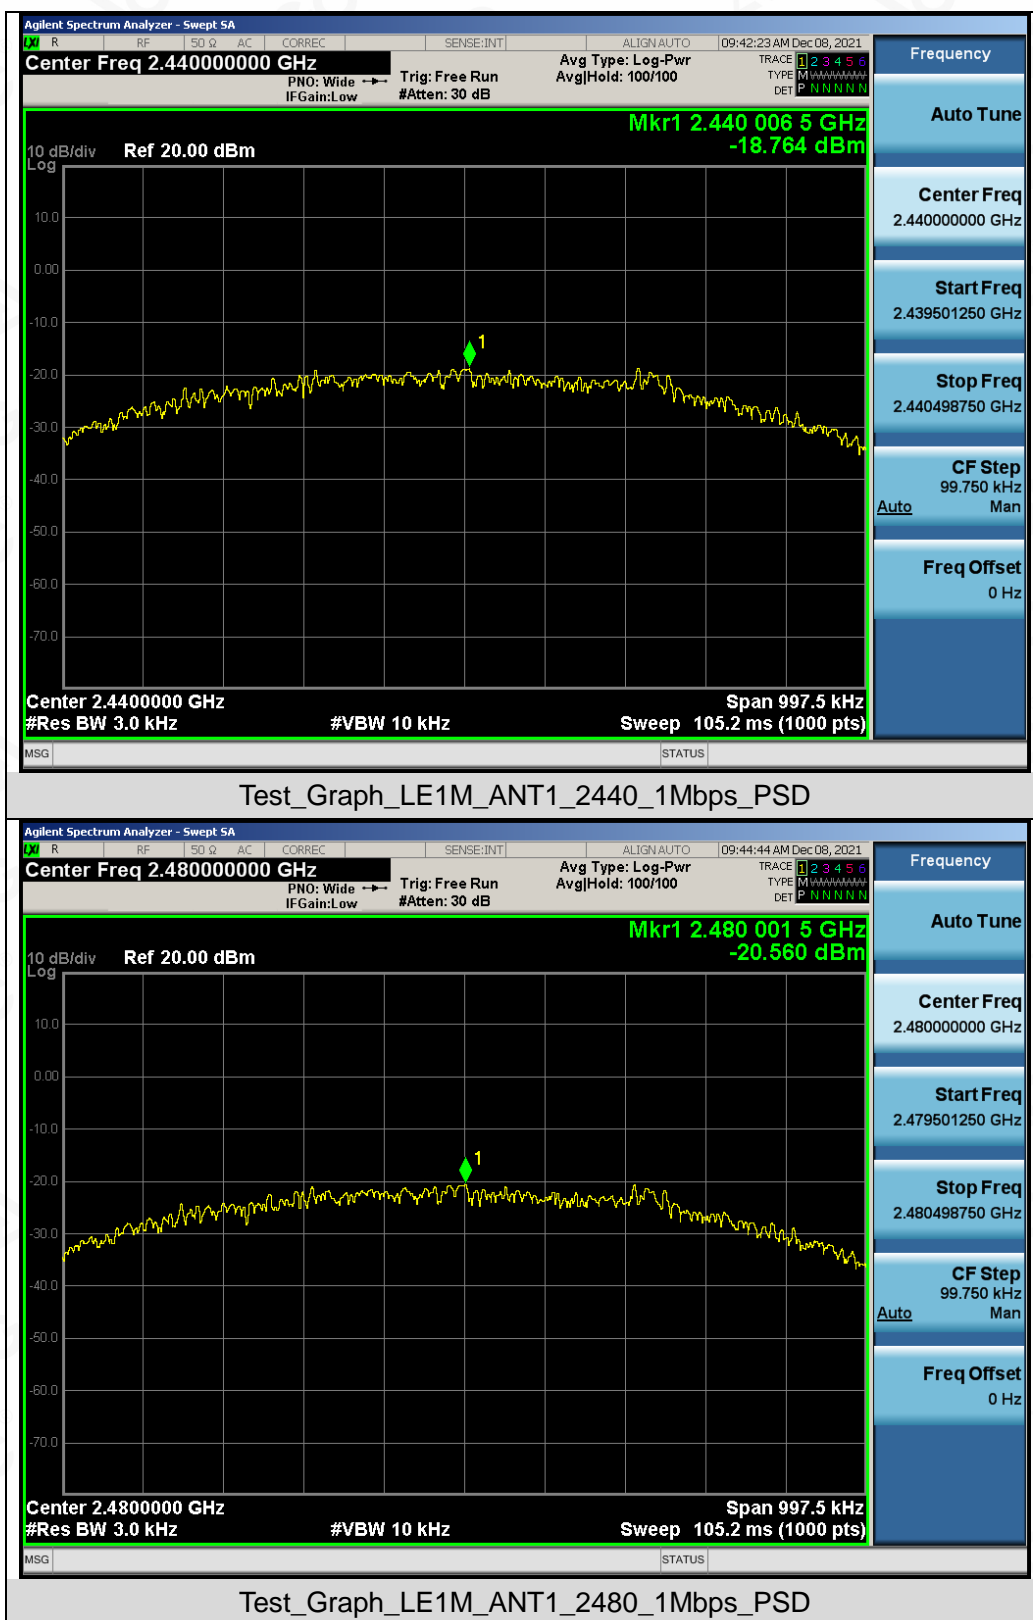 Agilent Spectrum Analyzer - Swept SA
LXI R RF 50 Ω AC CORREC SENSE:INT ALIGN AUTO 09:42:23 AM Dec 08, 2021
Center Freq 2.440000000 GHz
PNO: Wide
IFGain:Low
Trig: Free Run
#Atten: 30 dB
Avg Type: Log-Pwr
Avg|Hold: 100/100
TRACE 1 2 3 4 5 6
TYPE M WWWWW
DET P N N N N N
Mkr1 2.440 006 5 GHz
-18.764 dBm
10 dB/div Ref 20.00 dBm
Log
10.0
0.00
-10.0
1
-20.0
-30.0
-40.0
-50.0
-60.0
-70.0
Center 2.4400000 GHz Span 997.5 kHz
#Res BW 3.0 kHz #VBW 10 kHz Sweep 105.2 ms (1000 pts)
MSG STATUS
Frequency
Auto Tune
Center Freq
2.440000000 GHz
Start Freq
2.439501250 GHz
Stop Freq
2.440498750 GHz
CF Step
99.750 kHz
Auto Man
Freq Offset
0 Hz
Test_Graph_LE1M_ANT1_2440_1Mbps_PSD
Agilent Spectrum Analyzer - Swept SA
LXI R RF 50 Ω AC CORREC SENSE:INT ALIGN AUTO 09:44:44 AM Dec 08, 2021
Center Freq 2.480000000 GHz
PNO: Wide
IFGain:Low
Trig: Free Run
#Atten: 30 dB
Avg Type: Log-Pwr
Avg|Hold: 100/100
TRACE 1 2 3 4 5 6
TYPE M WWWWW
DET P N N N N N
Mkr1 2.480 001 5 GHz
-20.560 dBm
10 dB/div Ref 20.00 dBm
Log
10.0
0.00
-10.0
1
-20.0
-30.0
-40.0
-50.0
-60.0
-70.0
Center 2.4800000 GHz Span 997.5 kHz
#Res BW 3.0 kHz #VBW 10 kHz Sweep 105.2 ms (1000 pts)
MSG STATUS
Frequency
Auto Tune
Center Freq
2.480000000 GHz
Start Freq
2.479501250 GHz
Stop Freq
2.480498750 GHz
CF Step
99.750 kHz
Auto Man
Freq Offset
0 Hz
Test_Graph_LE1M_ANT1_2480_1Mbps_PSD